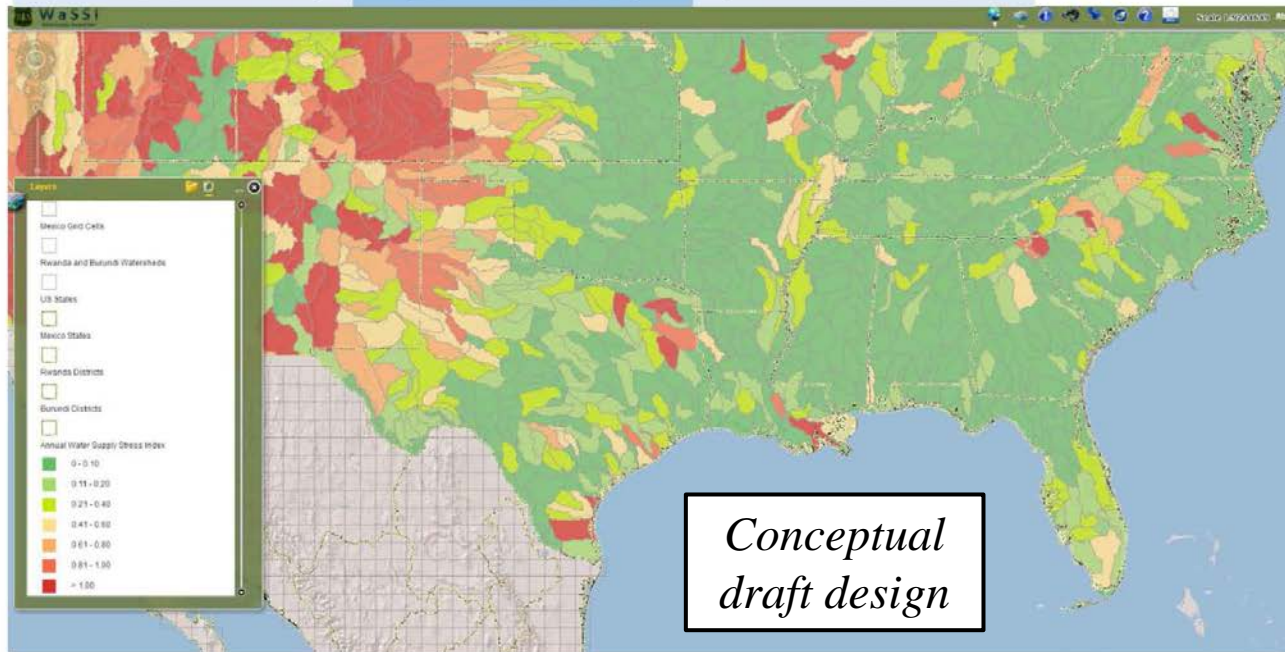 WaSSI
Layers
Mexico Grid Cells
Rwanda and Burundi Watersheds
US States
Mexico States
Rwanda Districts
Burundi Districts
Annual Water Supply Stress Index
0 - 0.10
0.11 - 0.20
0.21 - 0.40
0.41 - 0.60
0.61 - 0.80
0.81 - 1.00
> 1.00
Conceptual
draft design